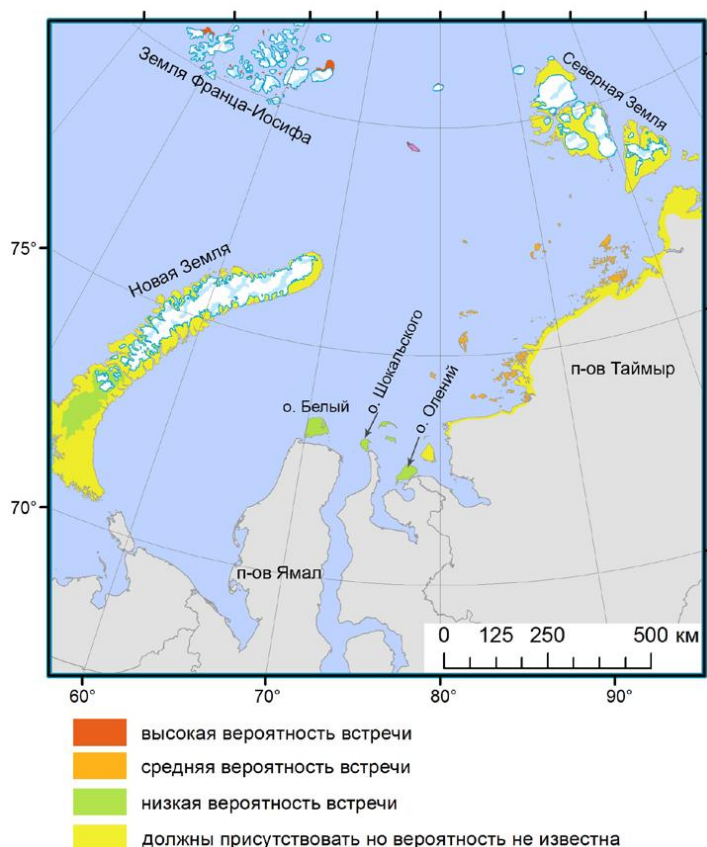 Земля Франца-Иосифа
Северная Земля
75°
Новая Земля
о. Шокальского
п-ов Таймыр
о. Белый
о. Олений
70°
п-ов Ямал
0 125 250 500 км
60° 70° 80° 90°
высокая вероятность встречи
средняя вероятность встречи
низкая вероятность встречи
должны присутствовать но вероятность не известна